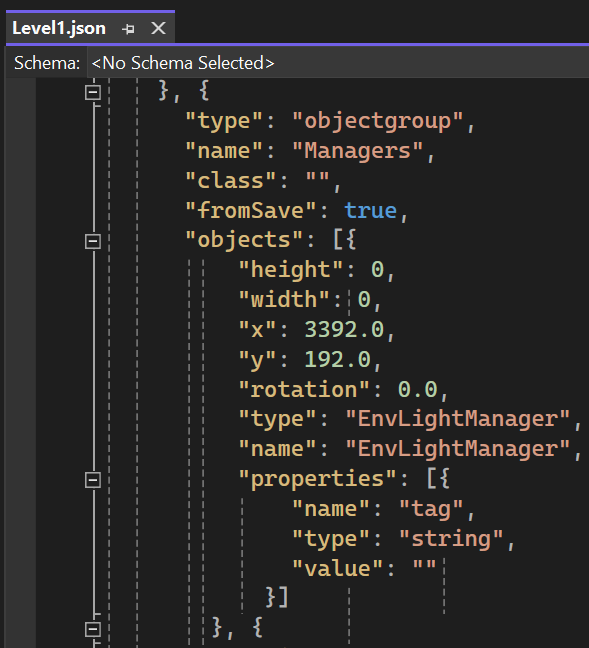 Level1.json
Schema: <No Schema Selected>
}, {
"type": "objectgroup",
"name": "Managers",
"class": "",
"fromSave": true,
"objects": [{
"height": 0,
"width": 0,
"x": 3392.0,
"y": 192.0,
"rotation": 0.0,
"type": "EnvLightManager",
"name": "EnvLightManager",
"properties": [{
"name": "tag",
"type": "string",
"value": ""
}]
}, {